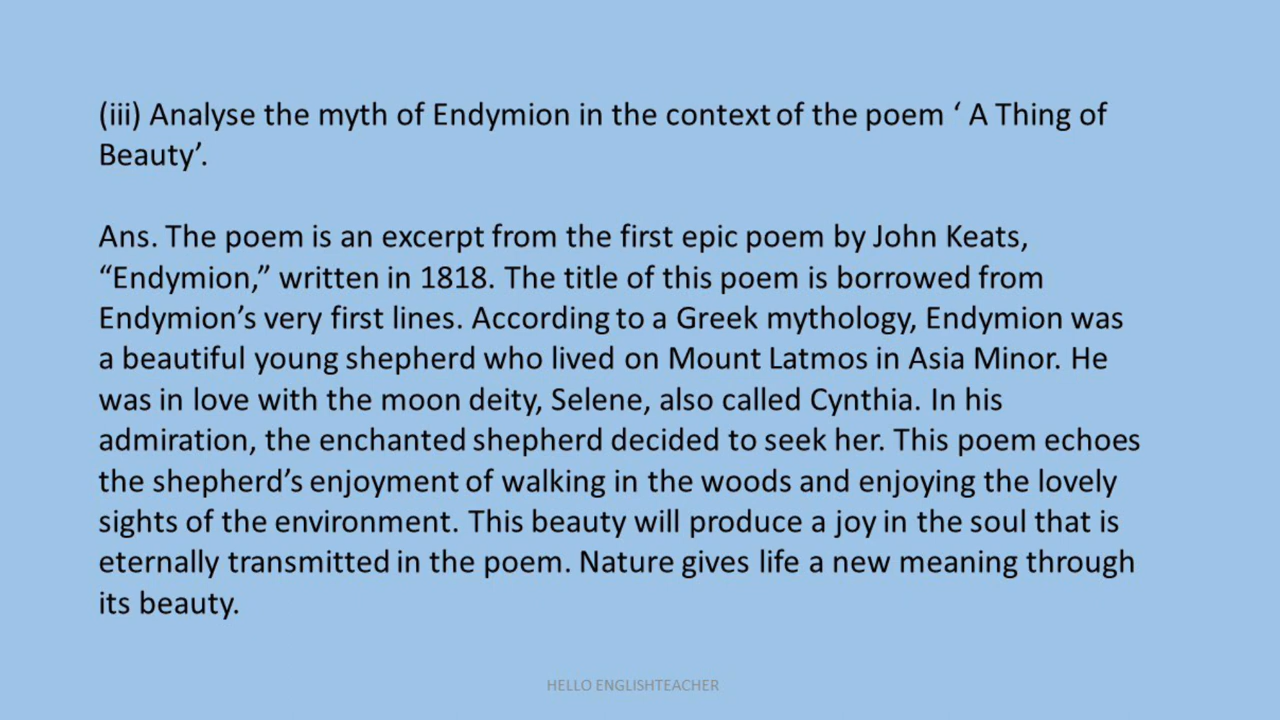 (iii) Analyse the myth of Endymion in the context of the poem ‘ A Thing of
Beauty’.
Ans. The poem is an excerpt from the first epic poem by John Keats,
“Endymion,” written in 1818. The title of this poem is borrowed from
Endymion’s very first lines. According to a Greek mythology, Endymion was
a beautiful young shepherd who lived on Mount Latmos in Asia Minor. He
was in love with the moon deity, Selene, also called Cynthia. In his
admiration, the enchanted shepherd decided to seek her. This poem echoes
the shepherd’s enjoyment of walking in the woods and enjoying the lovely
sights of the environment. This beauty will produce a joy in the soul that is
eternally transmitted in the poem. Nature gives life a new meaning through
its beauty.
HELLO ENGLISHTEACHER